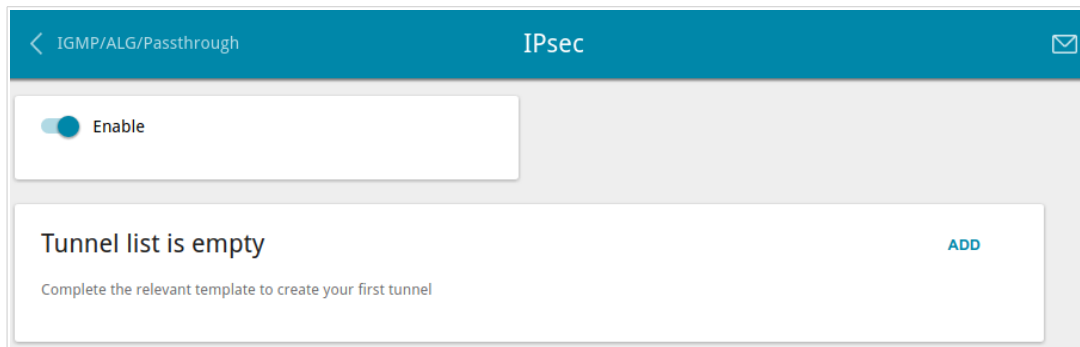 IGMP/ALG/Passthrough
IPsec
Enable
Tunnel list is empty
ADD
Complete the relevant template to create your first tunnel